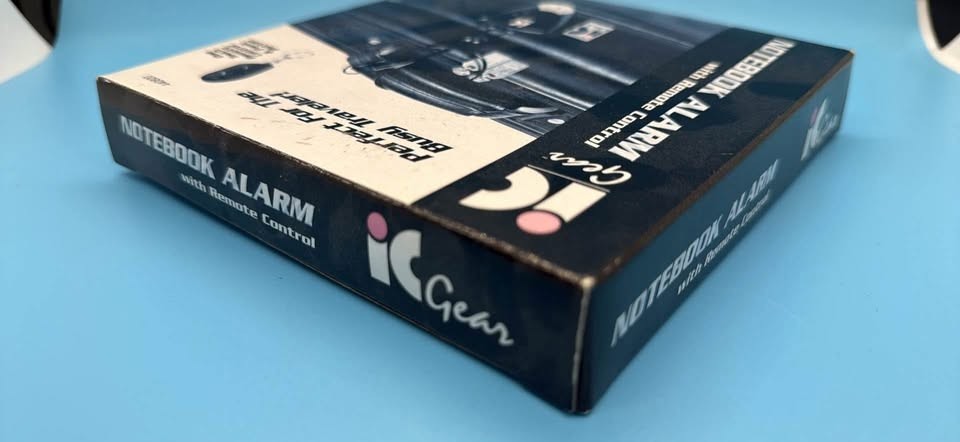 NOTEBOOK ALARM
with Remote Control
iC Gear
Perfect For The
Busy Traveler!
NOTEBOOK ALARM
with Remote Control
iC Gear
NOTEBOOK ALARM
with Remote Control
iC Gear